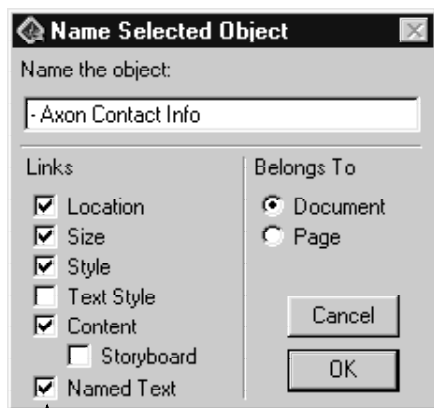 Name Selected Object
Name the object:
- Axon Contact Info
Links
Location
Size
Style
Text Style
Content
Storyboard
Named Text
Belongs To
Document
Page
Cancel
OK